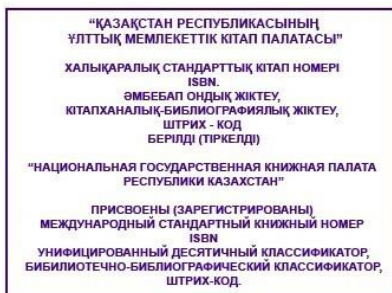 “ҚАЗАҚСТАН РЕСПУБЛИКАСЫНЫҢ
ҰЛТТЫҚ МЕМЛЕКЕТТІК КІТАП ПАЛАТАСЫ”
ХАЛЫҚАРАЛЫҚ СТАНДАРТТЫҚ КІТАП НОМЕРІ
ISBN.
ӘМБЕБАП ОНДЫҚ ЖІКТЕУ,
КІТАПХАНАЛЫҚ-БИБЛИОГРАФИЯЛЫҚ ЖІКТЕУ,
ШТРИХ - КОД
БЕРІЛДІ (ТІРКЕЛДІ)
“НАЦИОНАЛЬНАЯ ГОСУДАРСТВЕННАЯ КНИЖНАЯ ПАЛАТА
РЕСПУБЛИКИ КАЗАХСТАН”
ПРИСВОЕНЫ (ЗАРЕГИСТРИРОВАНЫ)
МЕЖДУНАРОДНЫЙ СТАНДАРТНЫЙ КНИЖНЫЙ НОМЕР
ISBN
УНИФИЦИРОВАННЫЙ ДЕСЯТИЧНЫЙ КЛАССИФИКАТОР,
БИБИЛИОТЕЧНО-БИБЛИОГРАФИЧЕСКИЙ КЛАССИФИКАТОР,
ШТРИХ-КОД.